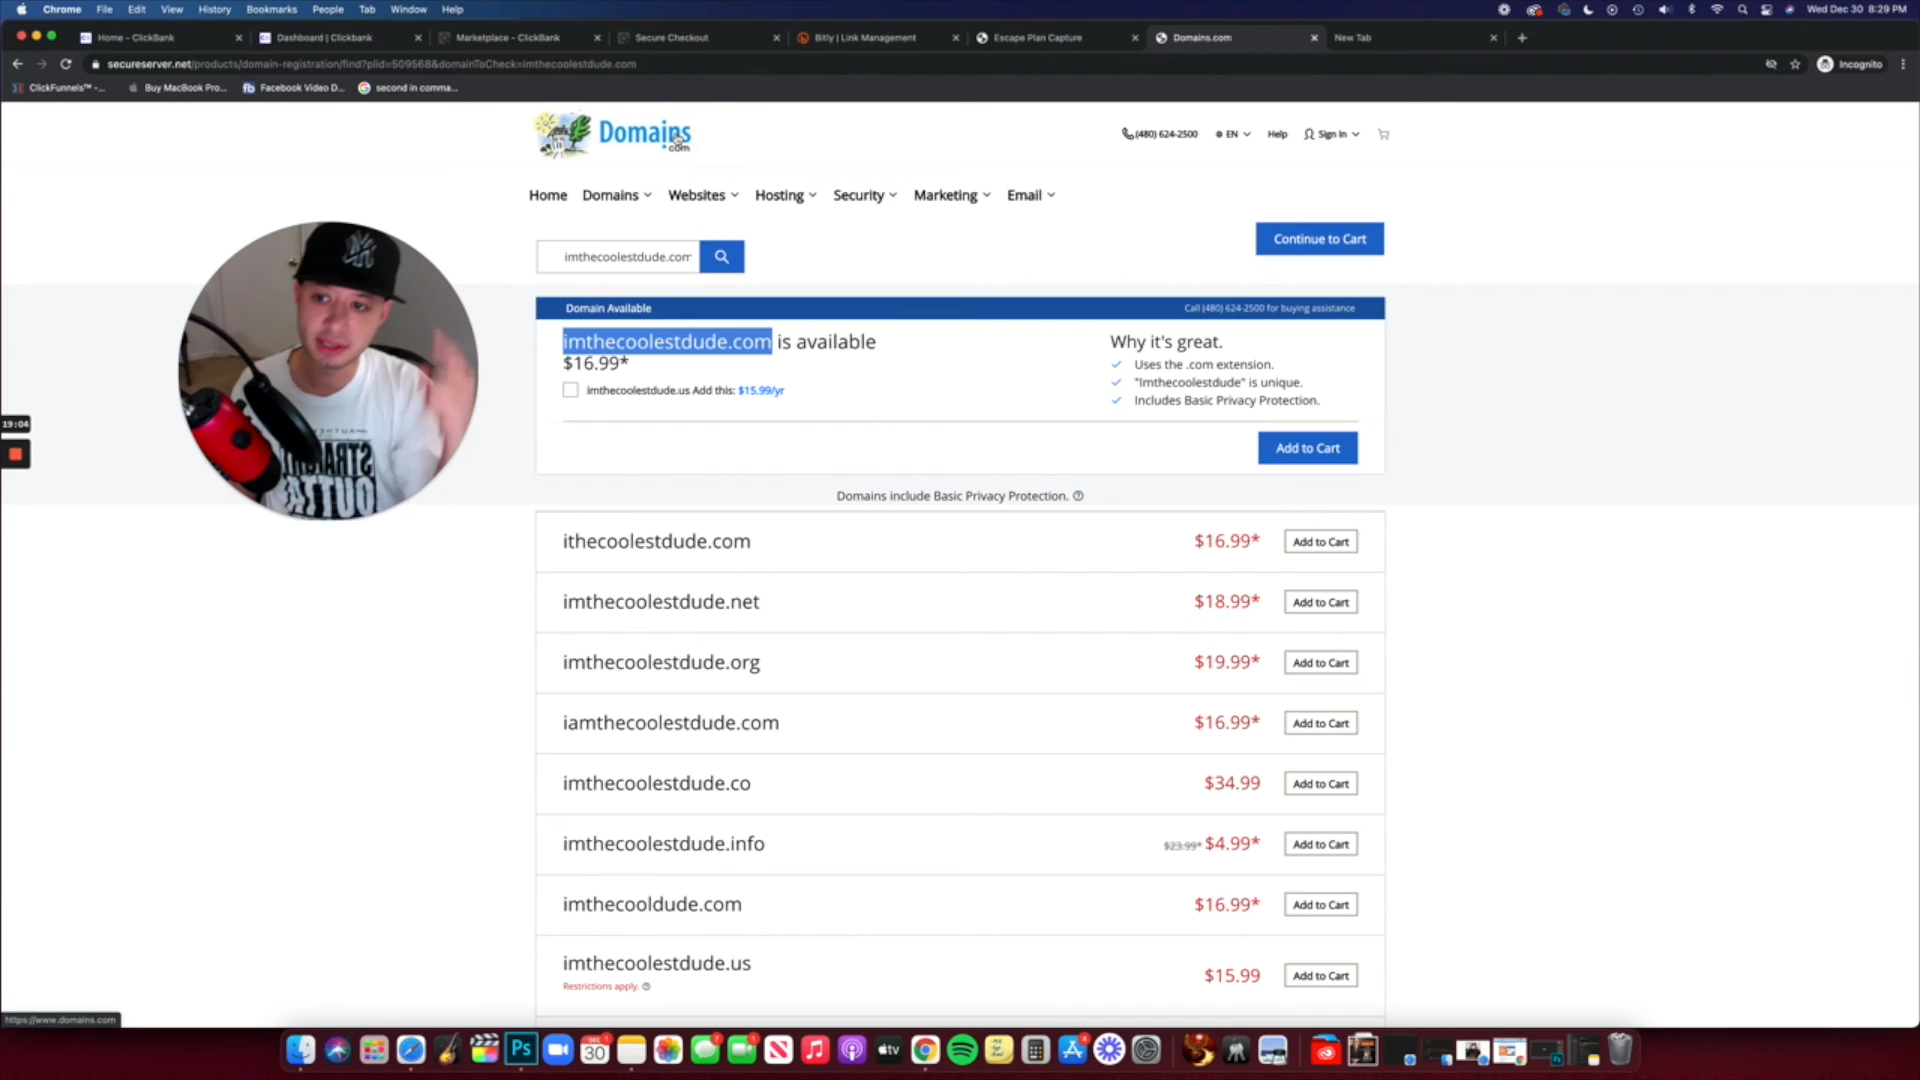 Chrome File Edit View History Bookmarks People Tab Window Help
Wed Dec 30 8:29 PM
Home - ClickBank
Dashboard | Clickbank
Marketplace - ClickBank
Secure Checkout
Bitly | Link Management
Escape Plan Capture
Domains.com
New Tab
secureserver.net/products/domain-registration/find?plid=509568&domainToCheck=imthecoolestdude.com
Incognito
ClickFunnels™ -...
Buy MacBook Pro...
Facebook Video D...
second in comma...
Domains
.com
(480) 624-2500
EN
Help
Sign In
Home Domains Websites Hosting Security Marketing Email
imthecoolestdude.com
Continue to Cart
Domain Available
Call (480) 624-2500 for buying assistance
imthecoolestdude.com is available
$16.99*
imthecoolestdude.us Add this: $15.99/yr
Why it's great.
Uses the .com extension.
"Imthecoolestdude" is unique.
Includes Basic Privacy Protection.
Add to Cart
Domains include Basic Privacy Protection.
ithecoolestdude.com $16.99* Add to Cart
imthecoolestdude.net $18.99* Add to Cart
imthecoolestdude.org $19.99* Add to Cart
iamthecoolestdude.com $16.99* Add to Cart
imthecoolestdude.co $34.99 Add to Cart
imthecoolestdude.info $23.99* $4.99* Add to Cart
imthecooldude.com $16.99* Add to Cart
imthecoolestdude.us $15.99 Add to Cart
Restrictions apply.
19:04
STRAIGHT
OUTTA
https://www.domains.com
Ps
DEC
30
tv